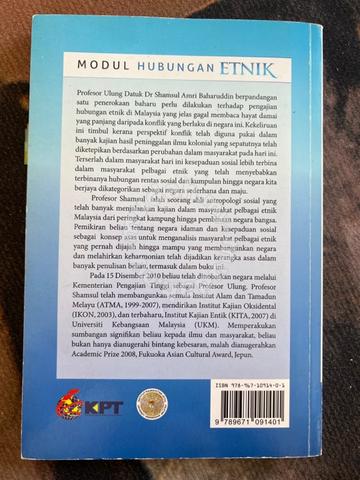 MODUL HUBUNGAN ETNIK
Profesor Ulung Datuk Dr Shamsul Amri Baharuddin berpandangan
satu penerokaan baharu perlu dilakukan terhadap pengajian
hubungan etnik di Malaysia yang jelas gagal membaca hayat damai
yang panjang daripada konflik yang berlaku di negara ini. Kekeliruan
ini timbul kerana perspektif konflik telah diguna pakai dalam
banyak kajian hasil peninggalan ilmu kolonial yang sepatutnya telah
diketepikan berdasarkan perubahan dalam masyarakat pada hari ini.
Terserlah dalam masyarakat hari ini kesepaduan sosial lebih terbina
dalam masyarakat pelbagai etnik yang telah menyebabkan
terbinanya hubungan rentas sosial dan kumpulan hingga negara kita
berjaya dikategorikan sebagai negara sederhana dan maju.
Profesor Shamsul ialah seorang ahli antropologi sosial yang
telah banyak menjalankan kajian dalam masyarakat pelbagai etnik
Malaysia dari peringkat kampung hingga pembinaan negara bangsa.
Pemikiran beliau tentang negara idaman dan kesepaduan sosial
sebagai konsep asas untuk menganalisis masyarakat pelbagai etnik
yang pernah dijajah hingga mampu yang membangunkan negara
dan melahirkan keharmonian telah dijadikan kerangka asas dalam
banyak penulisan beliau, termasuk dalam buku ini.
Pada 15 Disember 2010 beliau telah dinobatkan negara melalui
Kementerian Pengajian Tinggi sebagai Profesor Ulung. Profesor
Shamsul telah membangunkan semula Institut Alam dan Tamadun
Melayu (ATMA, 1999-2007), mendirikan Institut Kajian Oksidental
(IKON, 2003), dan terbaharu, Institut Kajian Etnik (KITA, 2007) di
Universiti Kebangsaan Malaysia (UKM). Memperakukan
sumbangan signifikan beliau kepada ilmu dan masyarakat, beliau
bukan hanya dianugerahi bintang kebesaran, malah dianugerahkan
Academic Prize 2008, Fukuoka Asian Cultural Award, Jepun.
ISBN 978-967-10914-0-1
9 789671 091401
KPT